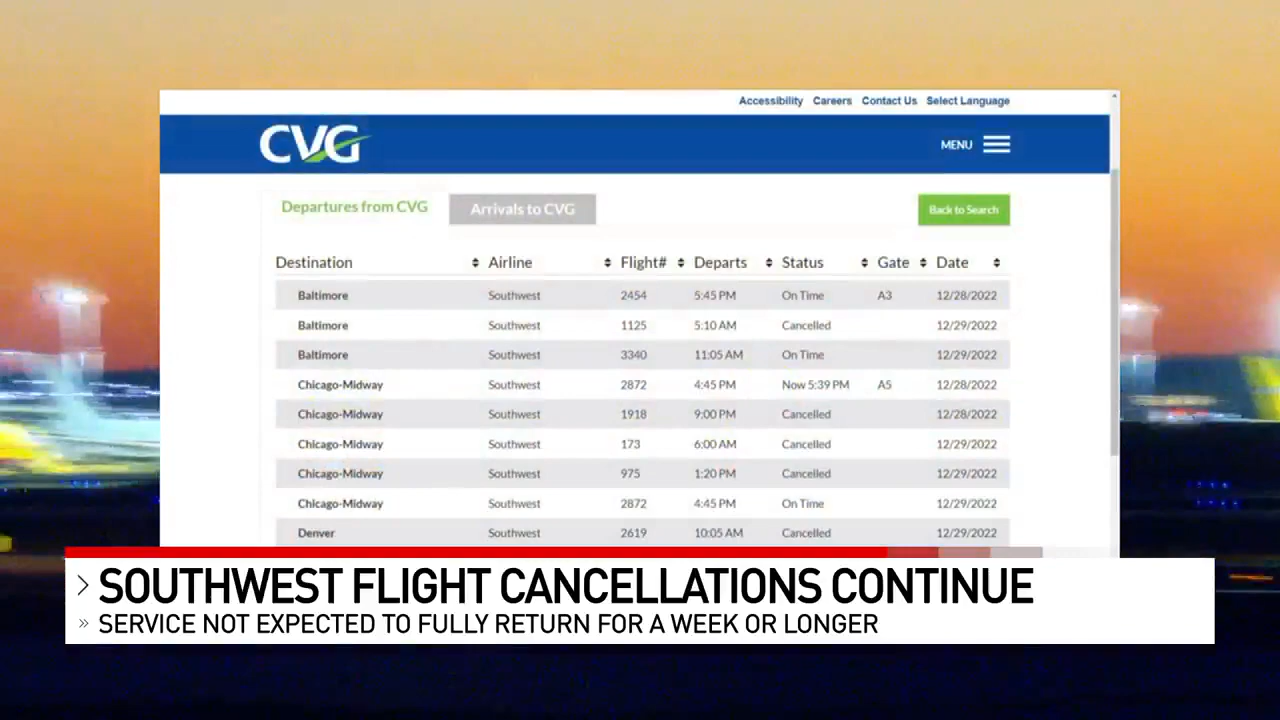 Accessibility Careers Contact Us Select Language
CVG
MENU
Departures from CVG Arrivals to CVG Back to Search
Destination Airline Flight# Departs Status Gate Date
Baltimore Southwest 2454 5:45 PM On Time A3 12/28/2022
Baltimore Southwest 1125 5:10 AM Cancelled 12/29/2022
Baltimore Southwest 3340 11:05 AM On Time 12/29/2022
Chicago-Midway Southwest 2872 4:45 PM Now 5:39 PM A5 12/28/2022
Chicago-Midway Southwest 1918 9:00 PM Cancelled 12/28/2022
Chicago-Midway Southwest 173 6:00 AM Cancelled 12/29/2022
Chicago-Midway Southwest 975 1:20 PM Cancelled 12/29/2022
Chicago-Midway Southwest 2872 4:45 PM On Time 12/29/2022
Denver Southwest 2619 10:05 AM Cancelled 12/29/2022
SOUTHWEST FLIGHT CANCELLATIONS CONTINUE
SERVICE NOT EXPECTED TO FULLY RETURN FOR A WEEK OR LONGER